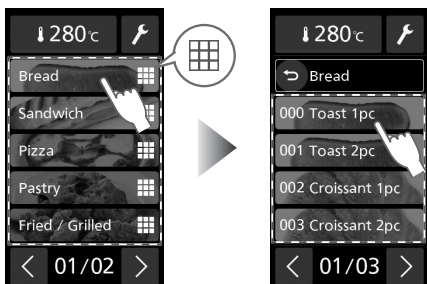 280°C
Bread
Sandwich
Pizza
Pastry
Fried / Grilled
01/02
280°C
Bread
000 Toast 1pc
001 Toast 2pc
002 Croissant 1pc
003 Croissant 2pc
01/03